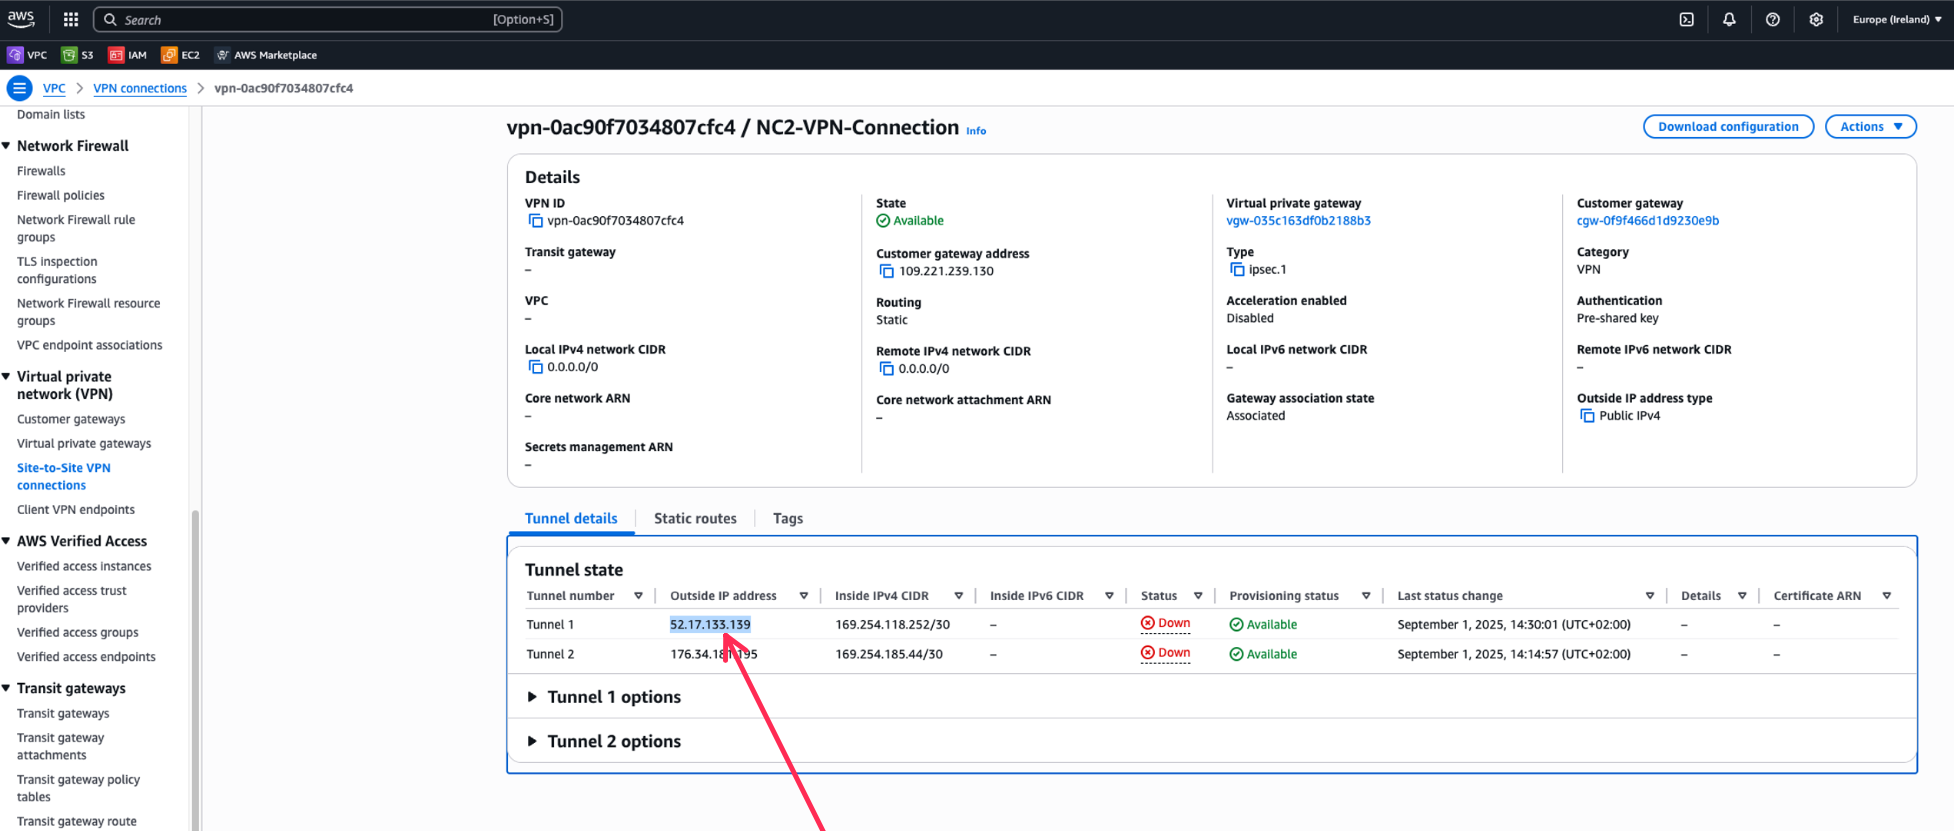 aws Search [Option+S] Europe (Ireland)
VPC S3 IAM EC2 AWS Marketplace
VPC VPN connections vpn-0ac90f7034807cfc4
Domain lists
Network Firewall
Firewalls
Firewall policies
Network Firewall rule
groups
TLS inspection
configurations
Network Firewall resource
groups
VPC endpoint associations
Virtual private
network (VPN)
Customer gateways
Virtual private gateways
Site-to-Site VPN
connections
Client VPN endpoints
AWS Verified Access
Verified access instances
Verified access trust
providers
Verified access groups
Verified access endpoints
Transit gateways
Transit gateways
Transit gateway
attachments
Transit gateway policy
tables
Transit gateway route
vpn-0ac90f7034807cfc4 / NC2-VPN-Connection Info
Download configuration Actions
Details
VPN ID
vpn-0ac90f7034807cfc4
Transit gateway
–
VPC
–
Local IPv4 network CIDR
0.0.0.0/0
Core network ARN
–
Secrets management ARN
–
State
Available
Customer gateway address
109.221.239.130
Routing
Static
Remote IPv4 network CIDR
0.0.0.0/0
Core network attachment ARN
–
Virtual private gateway
vgw-035c163df0b2188b3
Type
ipsec.1
Acceleration enabled
Disabled
Local IPv6 network CIDR
–
Gateway association state
Associated
Customer gateway
cgw-0f9f466d1d9230e9b
Category
VPN
Authentication
Pre-shared key
Remote IPv6 network CIDR
–
Outside IP address type
Public IPv4
Tunnel details Static routes Tags
Tunnel state
Tunnel number Outside IP address Inside IPv4 CIDR Inside IPv6 CIDR Status Provisioning status Last status change Details Certificate ARN
Tunnel 1 52.17.133.139 169.254.118.252/30 – Down Available September 1, 2025, 14:30:01 (UTC+02:00) – –
Tunnel 2 169.254.185.44/30 – Down Available September 1, 2025, 14:14:57 (UTC+02:00) – –
Tunnel 1 options
Tunnel 2 options